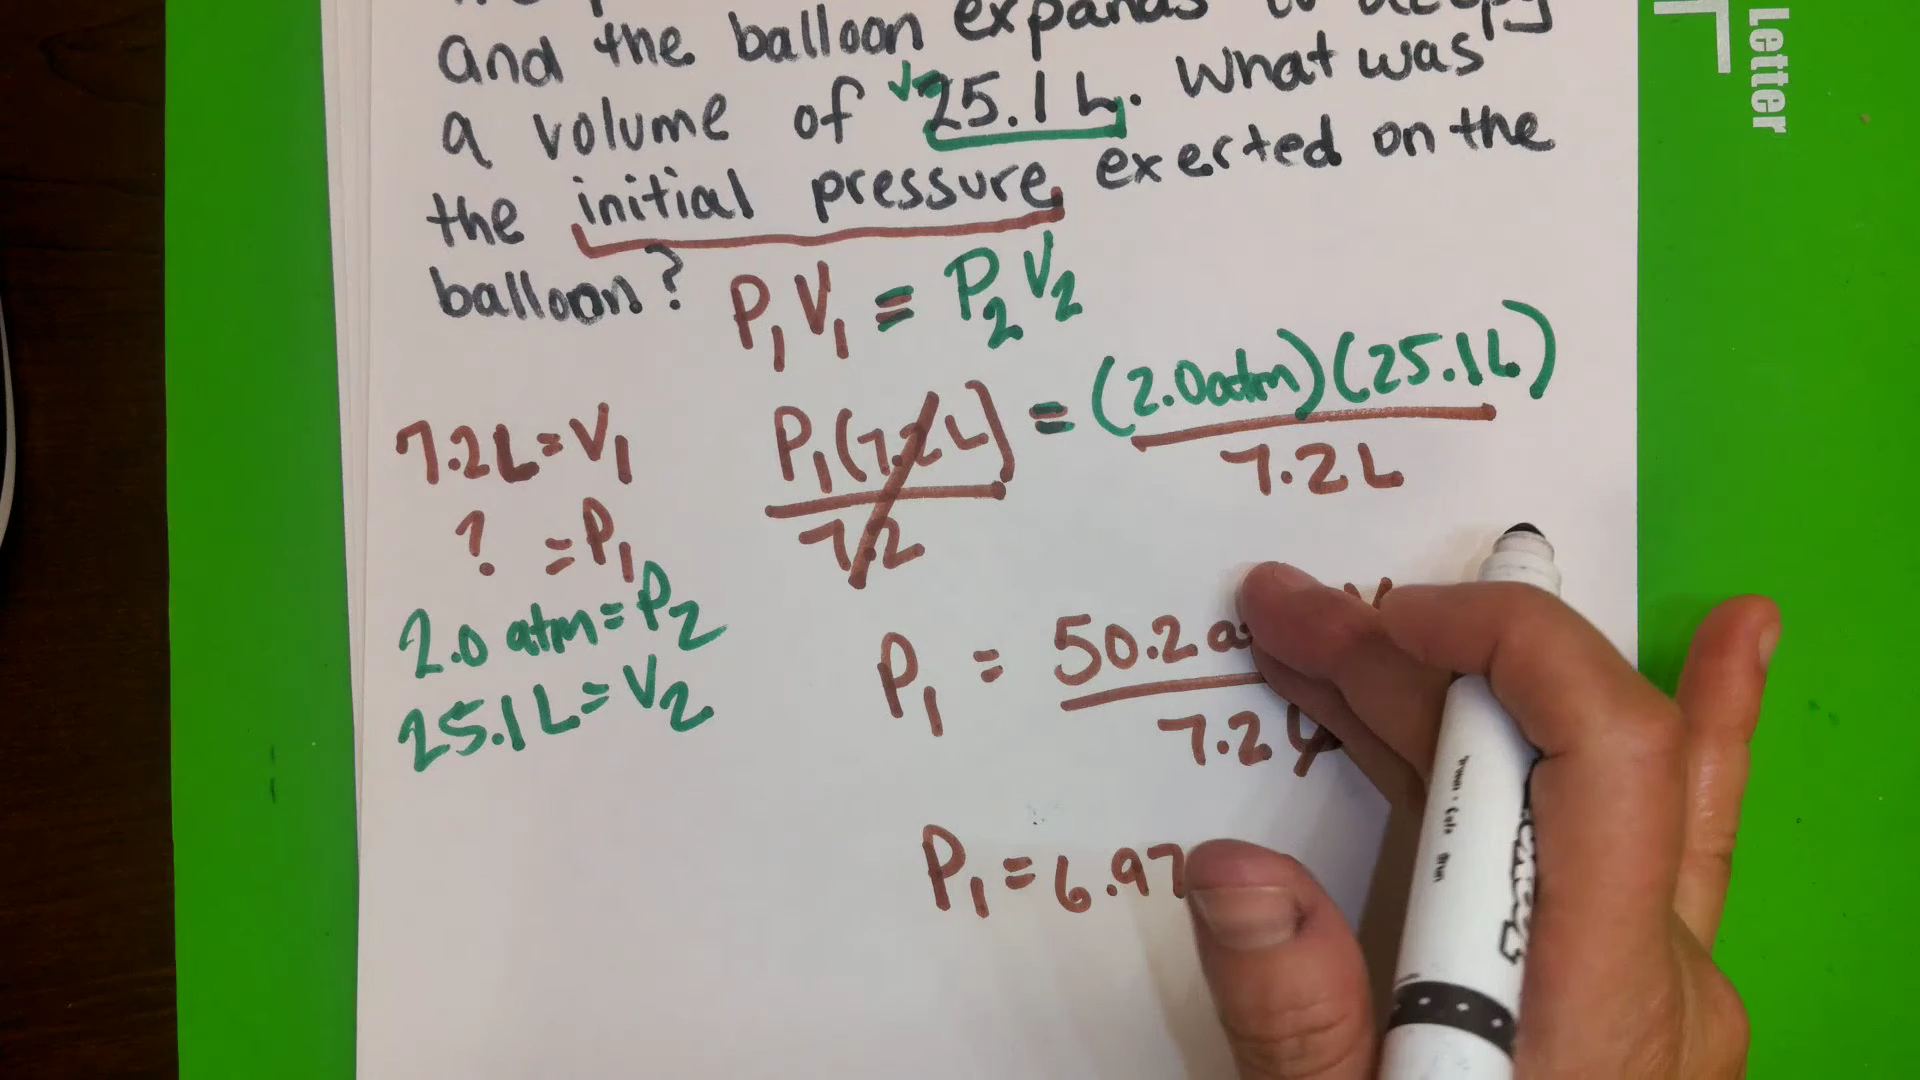 and the balloon expands to occupy
a volume of V₂ 25.1 L. What was
the initial pressure exerted on the
balloon?
P₁V₁ = P₂V₂
P₁(7.2L) = (2.0atm)(25.1L)
7.2 7.2L
7.2L=V₁
? =P₁
2.0 atm=P₂
25.1L=V₂
P₁ = 50.2
7.2L
P₁=6.97
Letter